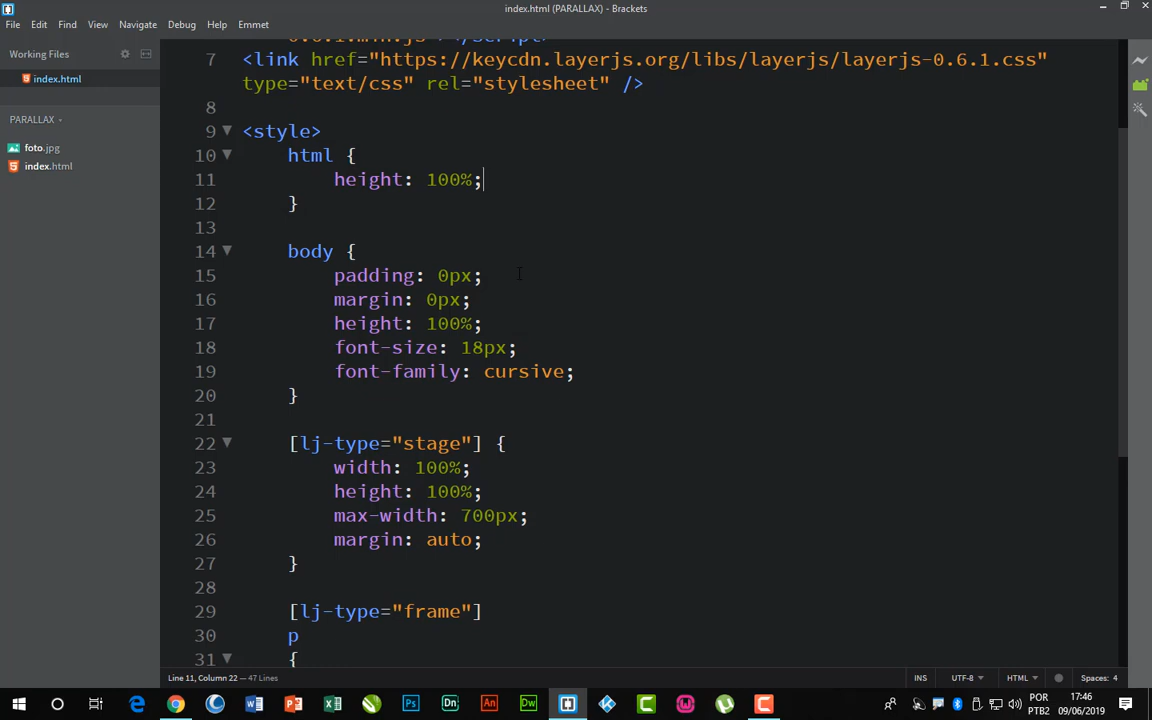 index.html (PARALLAX) - Brackets
File Edit Find View Navigate Debug Help Emmet
Working Files
index.html
PARALLAX
foto.jpg
index.html
7 <link href="https://keycdn.layerjs.org/libs/layerjs/layerjs-0.6.1.css"
type="text/css" rel="stylesheet" />
8
9 <style>
10 html {
11 height: 100%;
12 }
13
14 body {
15 padding: 0px;
16 margin: 0px;
17 height: 100%;
18 font-size: 18px;
19 font-family: cursive;
20 }
21
22 [lj-type="stage"] {
23 width: 100%;
24 height: 100%;
25 max-width: 700px;
26 margin: auto;
27 }
28
29 [lj-type="frame"]
30 p
31 {
Line 11, Column 22 — 47 Lines
INS UTF-8 HTML Spaces: 4
POR
PTB2
17:46
09/06/2019